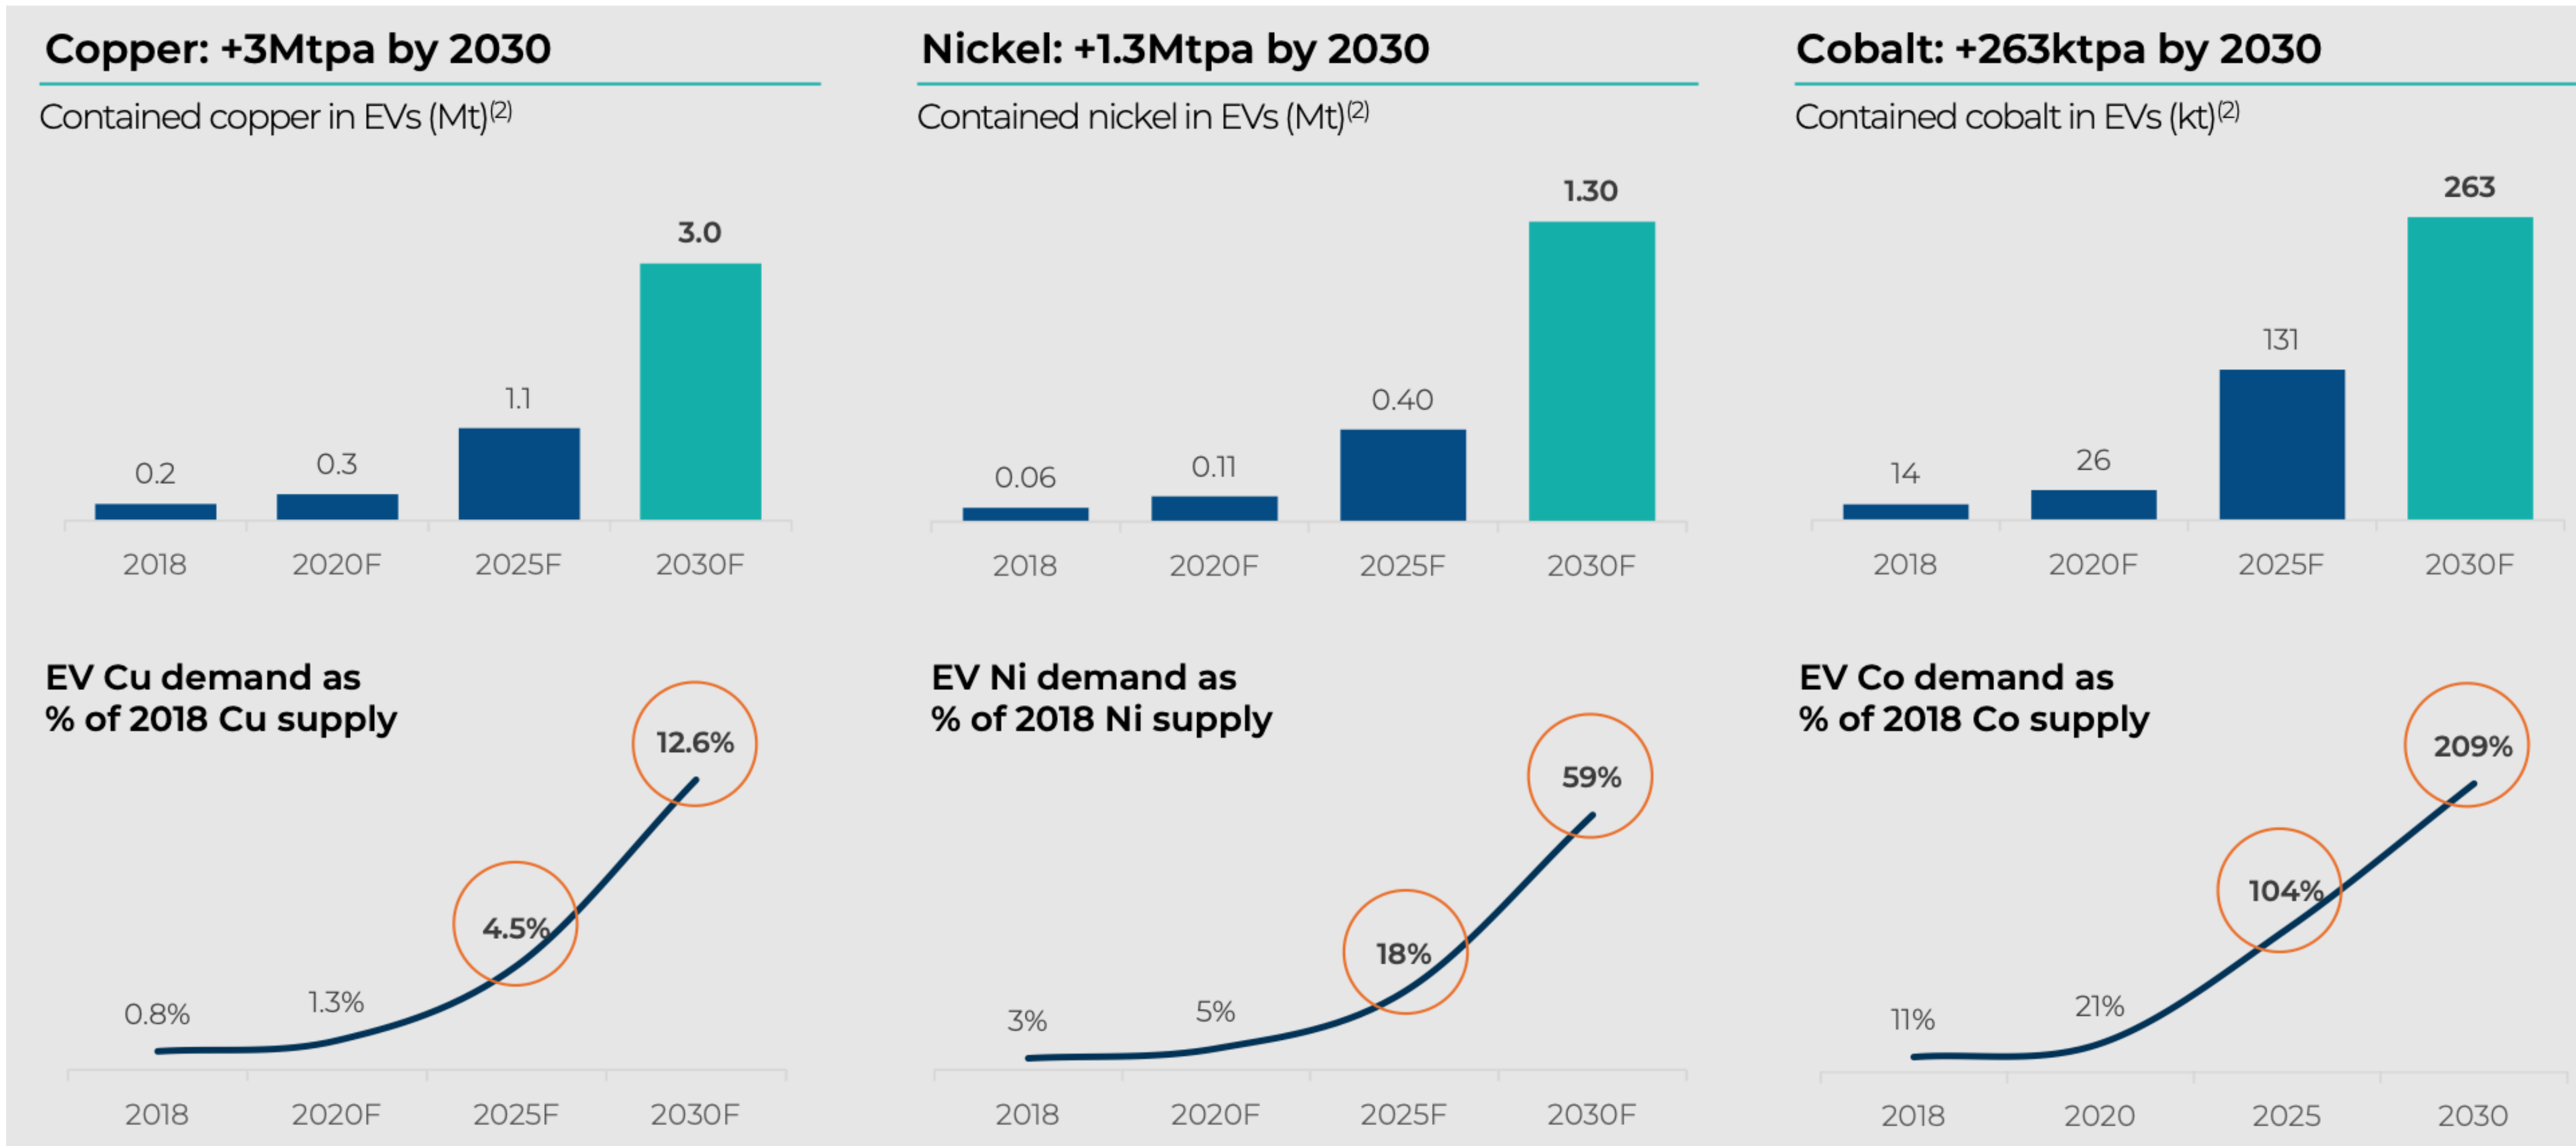 Copper: +3Mtpa by 2030
Contained copper in EVs (Mt)(2)
0.2
0.3
1.1
3.0
2018
2020F
2025F
2030F
EV Cu demand as
% of 2018 Cu supply
0.8%
1.3%
4.5%
12.6%
2018
2020F
2025F
2030F
Nickel: +1.3Mtpa by 2030
Contained nickel in EVs (Mt)(2)
0.06
0.11
0.40
1.30
2018
2020F
2025F
2030F
EV Ni demand as
% of 2018 Ni supply
3%
5%
18%
59%
2018
2020F
2025F
2030F
Cobalt: +263ktpa by 2030
Contained cobalt in EVs (kt)(2)
14
26
131
263
2018
2020F
2025F
2030F
EV Co demand as
% of 2018 Co supply
11%
21%
104%
209%
2018
2020
2025
2030